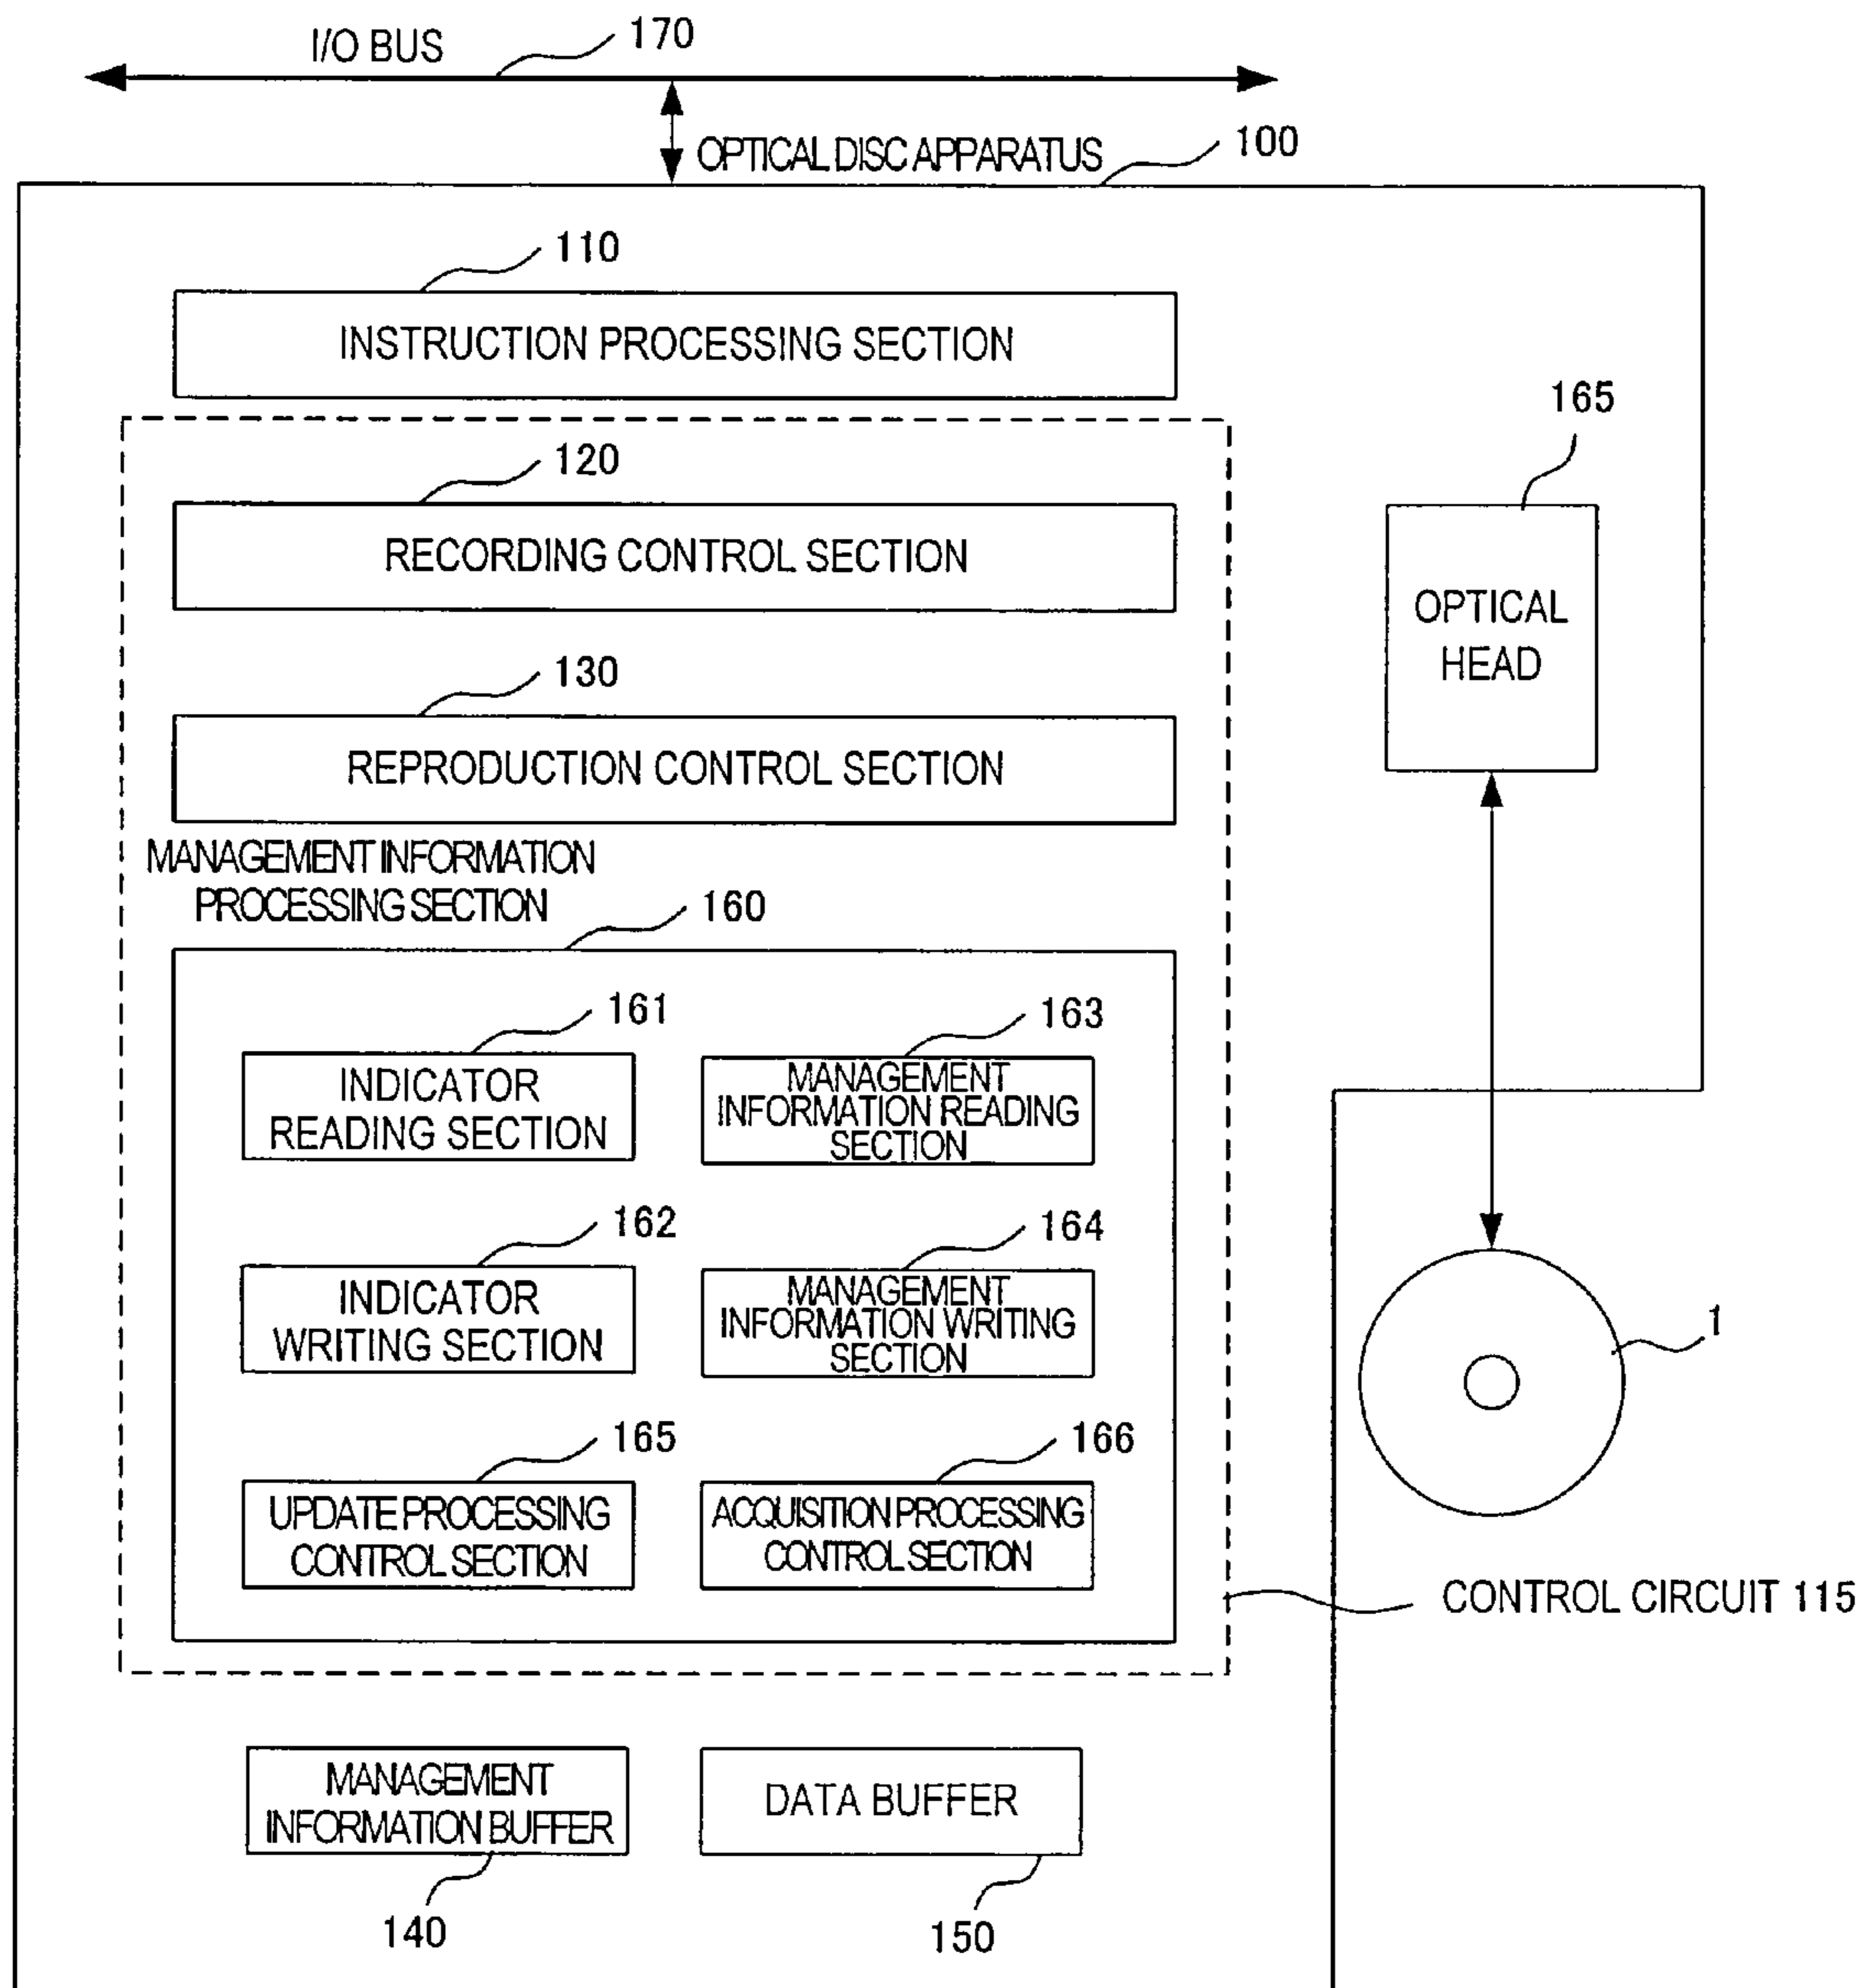 I/O BUS
170
OPTICAL DISC APPARATUS
100
110
INSTRUCTION PROCESSING SECTION
165
120
RECORDING CONTROL SECTION
OPTICAL
HEAD
130
REPRODUCTION CONTROL SECTION
MANAGEMENT INFORMATION
PROCESSING SECTION
160
161
INDICATOR
READING SECTION
163
MANAGEMENT
INFORMATION READING
SECTION
162
INDICATOR
WRITING SECTION
164
MANAGEMENT
INFORMATION WRITING
SECTION
1
165
UPDATE PROCESSING
CONTROL SECTION
166
ACQUISITION PROCESSING
CONTROL SECTION
CONTROL CIRCUIT 115
MANAGEMENT
INFORMATION BUFFER
140
DATA BUFFER
150